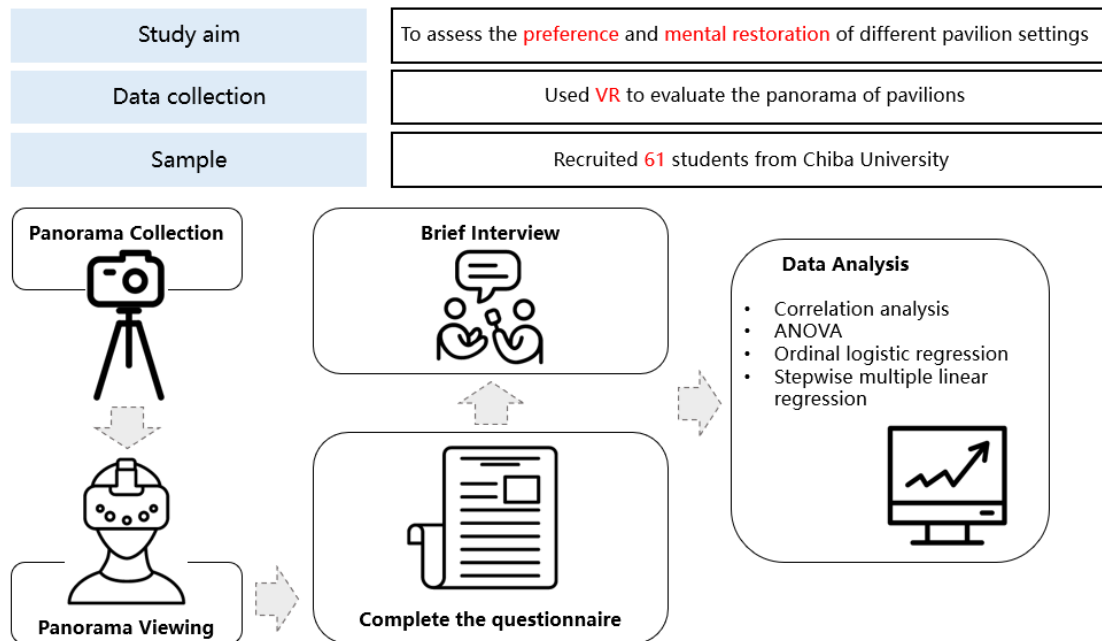 Study aim
To assess the preference and mental restoration of different pavilion settings
Data collection
Used VR to evaluate the panorama of pavilions
Sample
Recruited 61 students from Chiba University
Panorama Collection
Brief Interview
Data Analysis
• Correlation analysis
• ANOVA
• Ordinal logistic regression
• Stepwise multiple linear
regression
Panorama Viewing
Complete the questionnaire